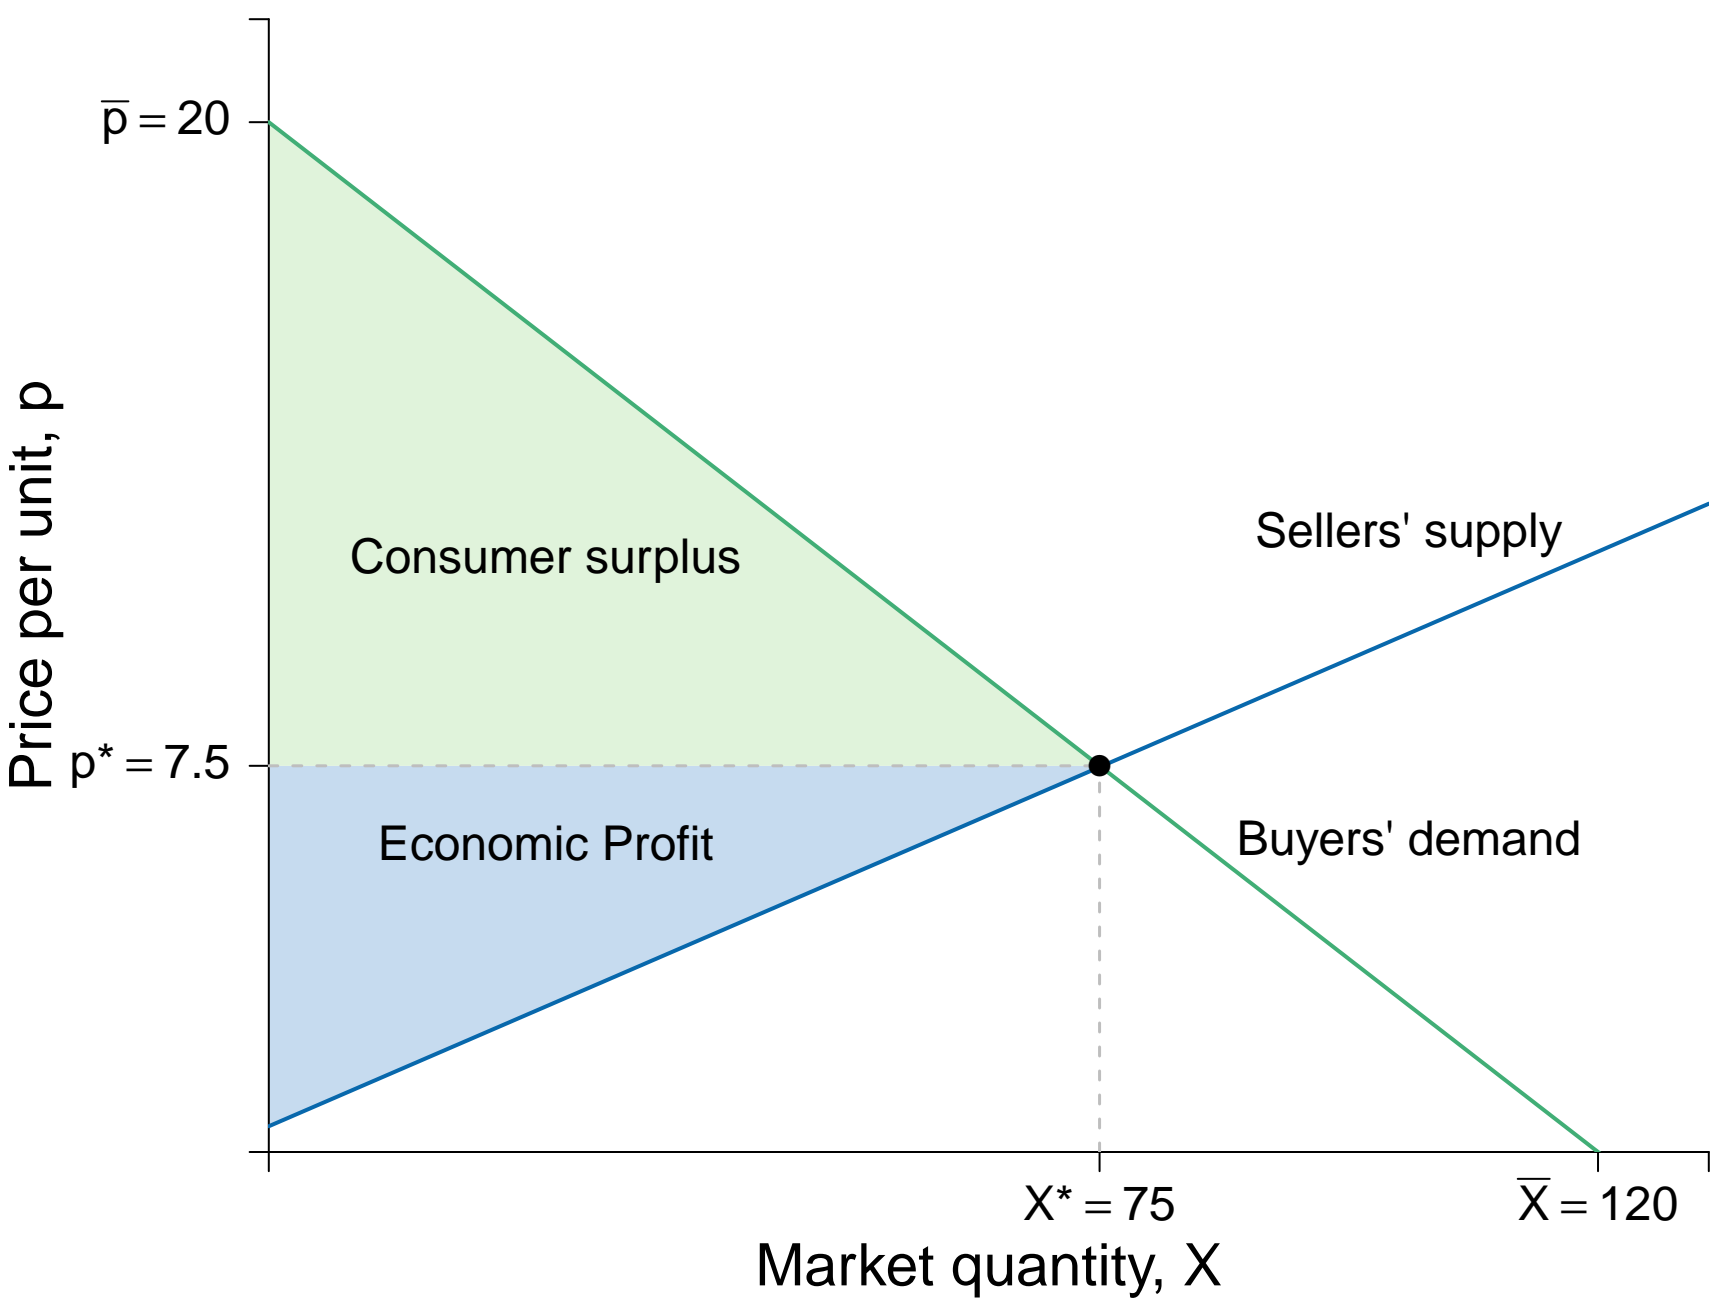 p̅ = 20
Price per unit, p
Consumer surplus
Sellers' supply
p* = 7.5
Economic Profit
Buyers' demand
X* = 75
X̅ = 120
Market quantity, X